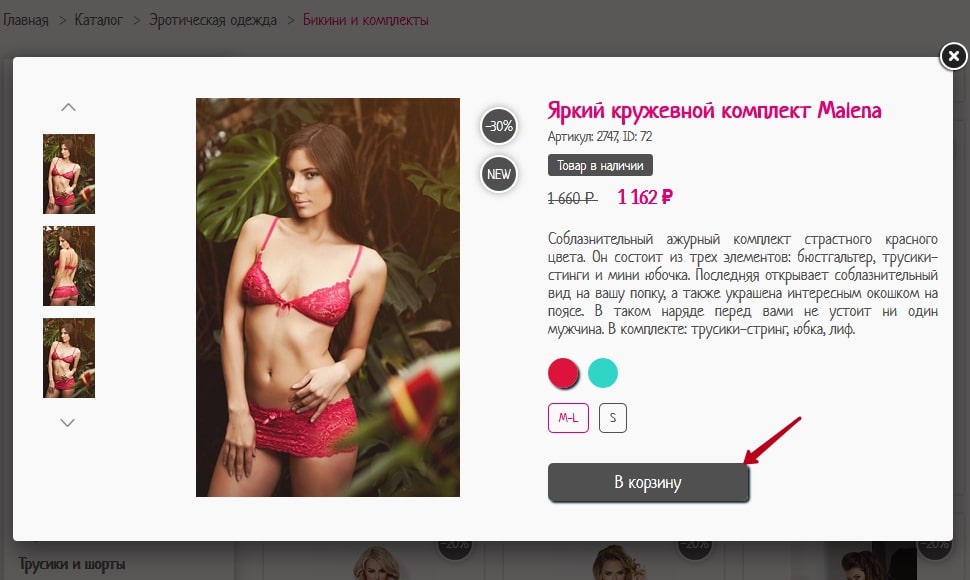 Главная > Каталог > Эротическая одежда > Бикини и комплекты
-30%
NEW
Яркий кружевной комплект Malena
Артикул: 2747, ID: 72
Товар в наличии
1 660 ₽ 1 162 ₽
Соблазнительный ажурный комплект страстного красного
цвета. Он состоит из трех элементов: бюстгальтер, трусики-
стинги и мини юбочка. Последняя открывает соблазнительный
вид на вашу попку, а также украшена интересным окошком на
поясе. В таком наряде перед вами не устоит ни один
мужчина. В комплекте: трусики-стринг, юбка, лиф.
M-L S
В корзину
-20% -20% -20%
Трусики и шорты